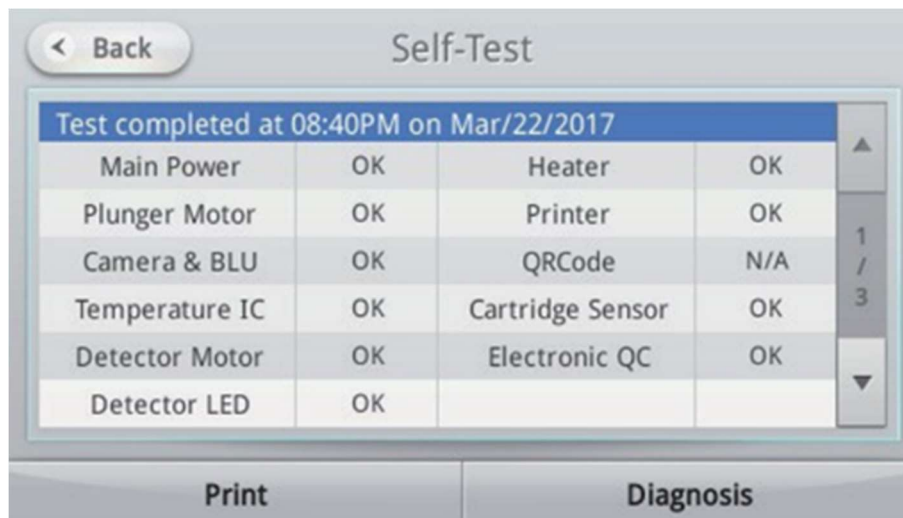 Back
Self-Test
Test completed at 08:40PM on Mar/22/2017
Main Power OK Heater OK
Plunger Motor OK Printer OK
Camera & BLU OK QRCode N/A
Temperature IC OK Cartridge Sensor OK
Detector Motor OK Electronic QC OK
Detector LED OK
1
/
3
Print Diagnosis